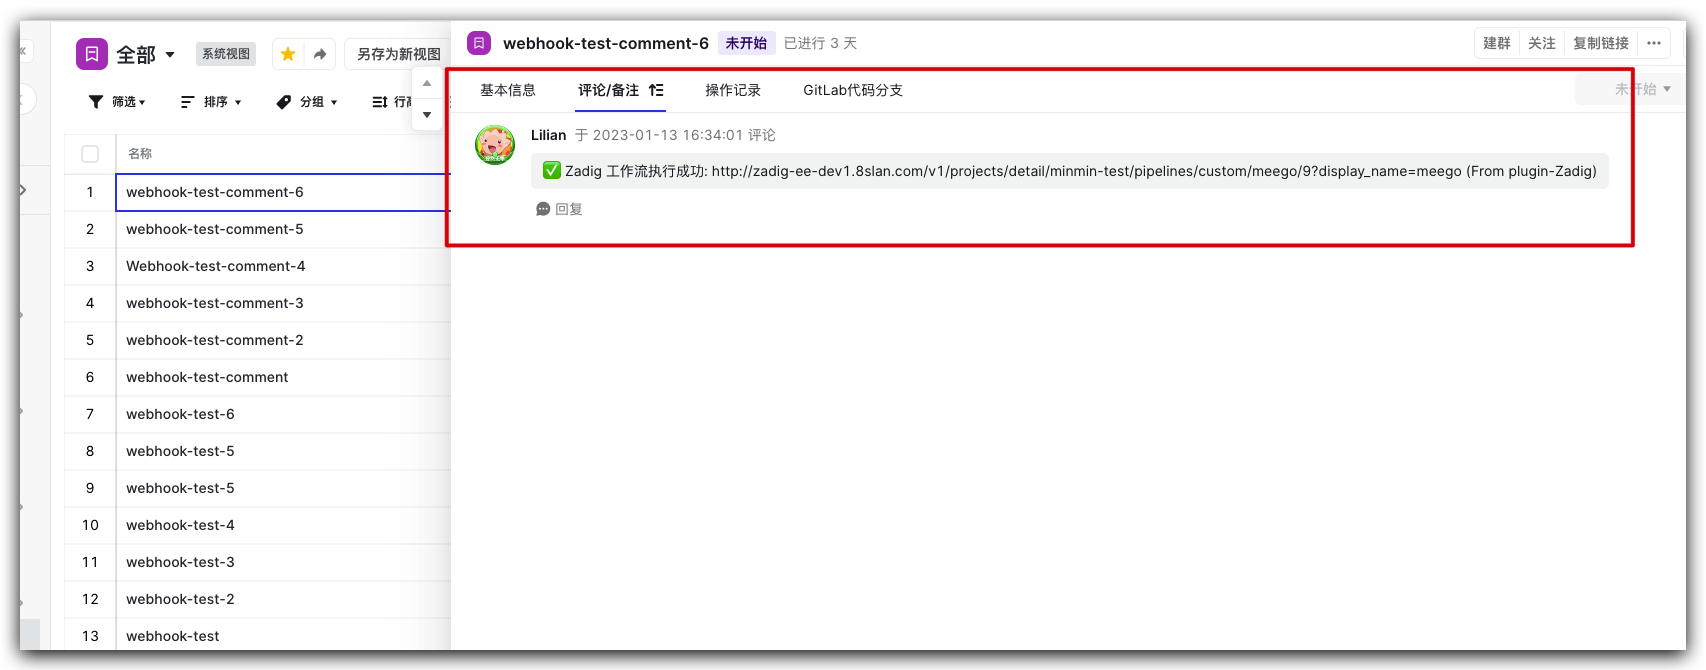 全部
系统视图
另存为新视图
筛选
排序
分组
名称
1 webhook-test-comment-6
2 webhook-test-comment-5
3 Webhook-test-comment-4
4 webhook-test-comment-3
5 webhook-test-comment-2
6 webhook-test-comment
7 webhook-test-6
8 webhook-test-5
9 webhook-test-5
10 webhook-test-4
11 webhook-test-3
12 webhook-test-2
13 webhook-test
webhook-test-comment-6 未开始 已进行 3 天
建群 关注 复制链接
基本信息 评论/备注 操作记录 GitLab代码分支
未开始
Lilian 于 2023-01-13 16:34:01 评论
✅ Zadig 工作流执行成功: http://zadig-ee-dev1.8slan.com/v1/projects/detail/minmin-test/pipelines/custom/meego/9?display_name=meego (From plugin-Zadig)
回复